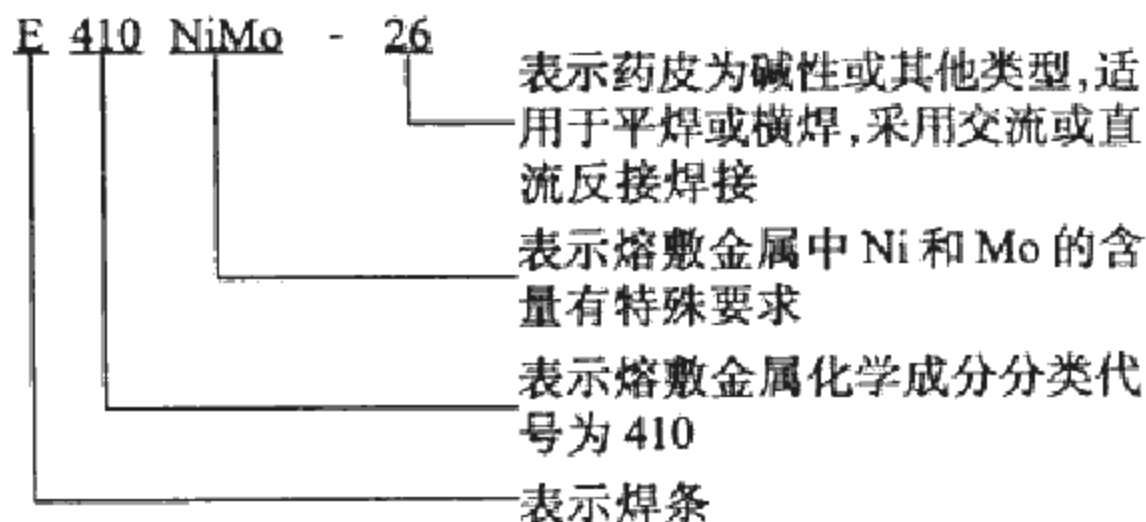 E 410 NiMo - 26
表示药皮为碱性或其他类型,适
用于平焊或横焊,采用交流或直
流反接焊接
表示熔敷金属中 Ni 和 Mo 的含
量有特殊要求
表示熔敷金属化学成分分类代
号为 410
表示焊条